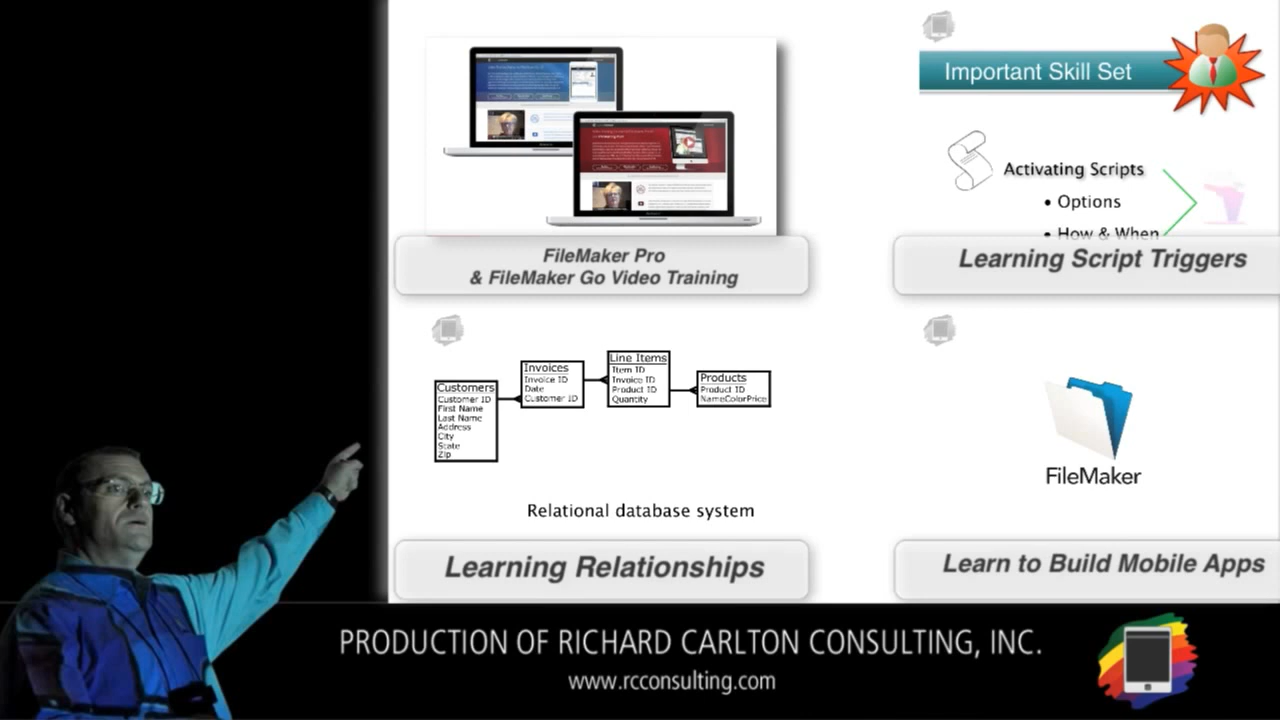 Important Skill Set
Activating Scripts
• Options
• How & When
FileMaker Pro
& FileMaker Go Video Training
Learning Script Triggers
Customers
Customer ID
First Name
Last Name
Address
City
State
Zip
Invoices
Invoice ID
Date
Customer ID
Line Items
Item ID
Invoice ID
Product ID
Quantity
Products
Product ID
NameColorPrice
Relational database system
FileMaker
Learning Relationships
Learn to Build Mobile Apps
PRODUCTION OF RICHARD CARLTON CONSULTING, INC.
www.rcconsulting.com